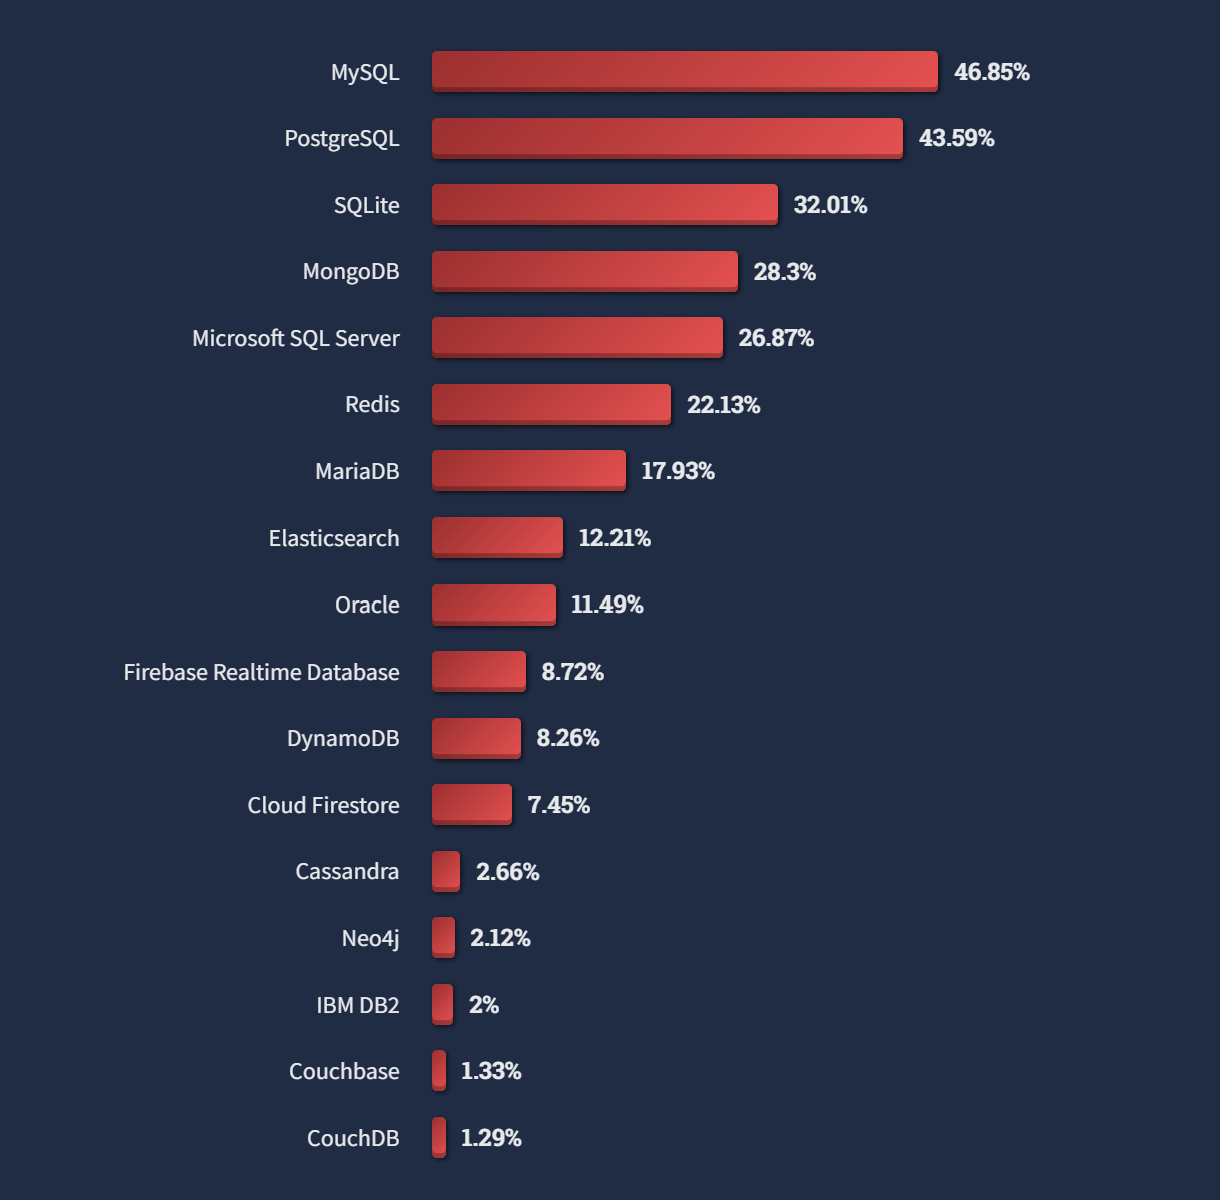 MySQL 46.85%
PostgreSQL 43.59%
SQLite 32.01%
MongoDB 28.3%
Microsoft SQL Server 26.87%
Redis 22.13%
MariaDB 17.93%
Elasticsearch 12.21%
Oracle 11.49%
Firebase Realtime Database 8.72%
DynamoDB 8.26%
Cloud Firestore 7.45%
Cassandra 2.66%
Neo4j 2.12%
IBM DB2 2%
Couchbase 1.33%
CouchDB 1.29%